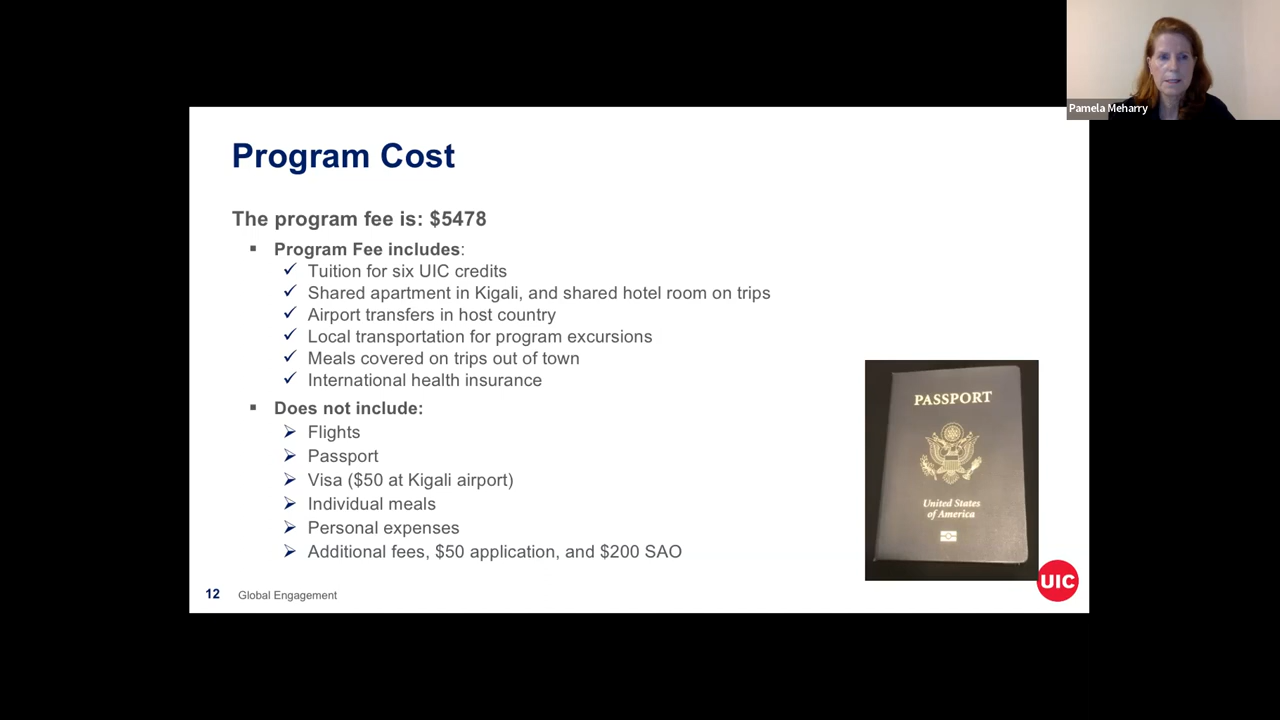 Pamela Meharry
Program Cost
The program fee is: $5478
▪ Program Fee includes:
✓ Tuition for six UIC credits
✓ Shared apartment in Kigali, and shared hotel room on trips
✓ Airport transfers in host country
✓ Local transportation for program excursions
✓ Meals covered on trips out of town
✓ International health insurance
▪ Does not include:
➢ Flights
➢ Passport
➢ Visa ($50 at Kigali airport)
➢ Individual meals
➢ Personal expenses
➢ Additional fees, $50 application, and $200 SAO
PASSPORT
United States
of America
UIC
12 Global Engagement